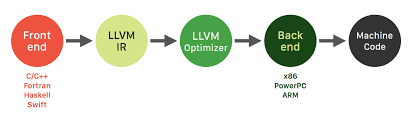 Front
end
LLVM
IR
LLVM
Optimizer
Back
end
Machine
Code
C/C++
Fortran
Haskell
Swift
x86
PowerPC
ARM